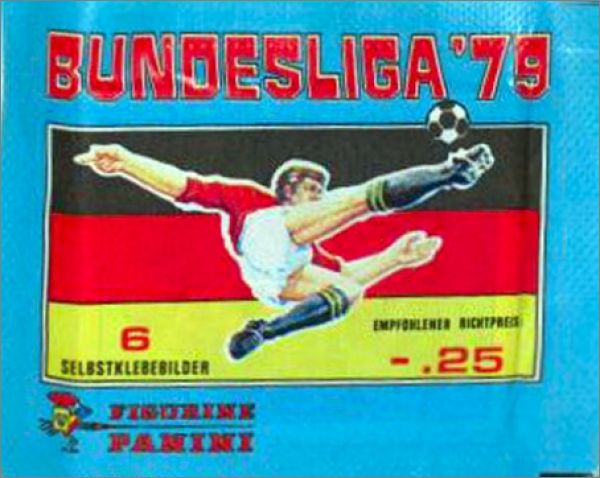 BUNDESLIGA '79
6
SELBSTKLEBEBILDER
EMPFOHLENER RICHTPREIS
-.25
FIGURINE
PANINI